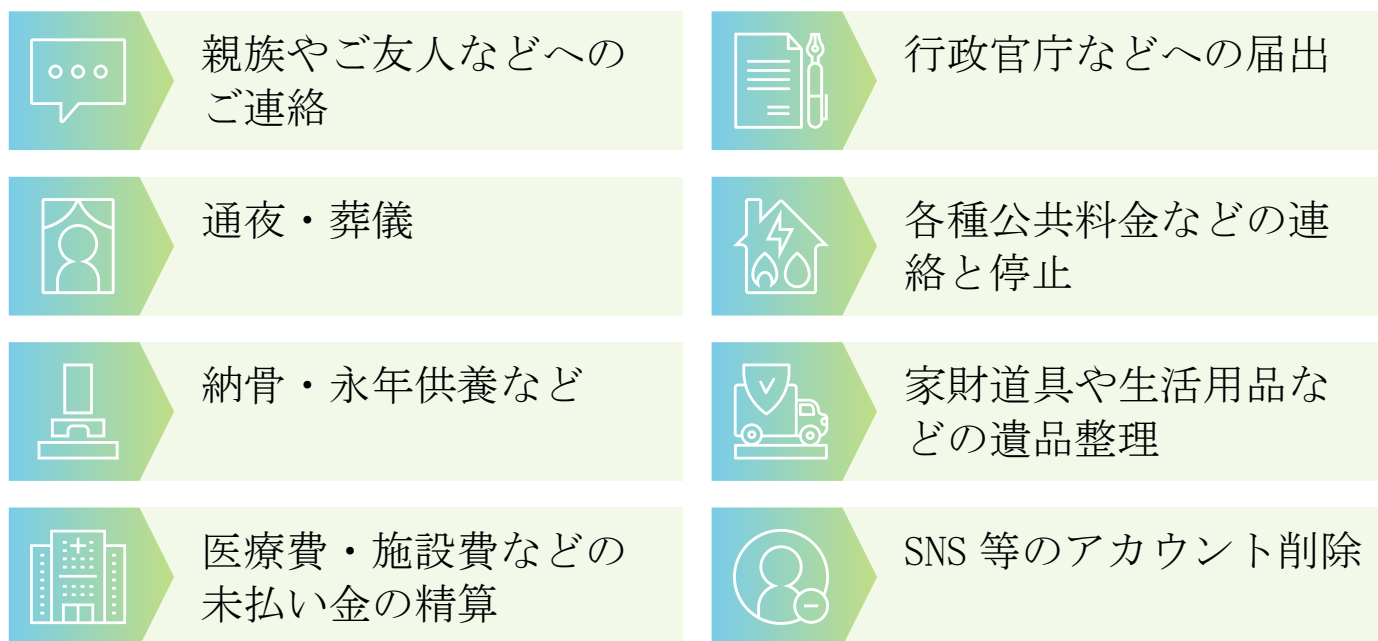 親族やご友人などへの
ご連絡
行政官庁などへの届出
通夜・葬儀
各種公共料金などの連
絡と停止
納骨・永年供養など
家財道具や生活用品な
どの遺品整理
医療費・施設費などの
未払い金の精算
SNS 等のアカウント削除